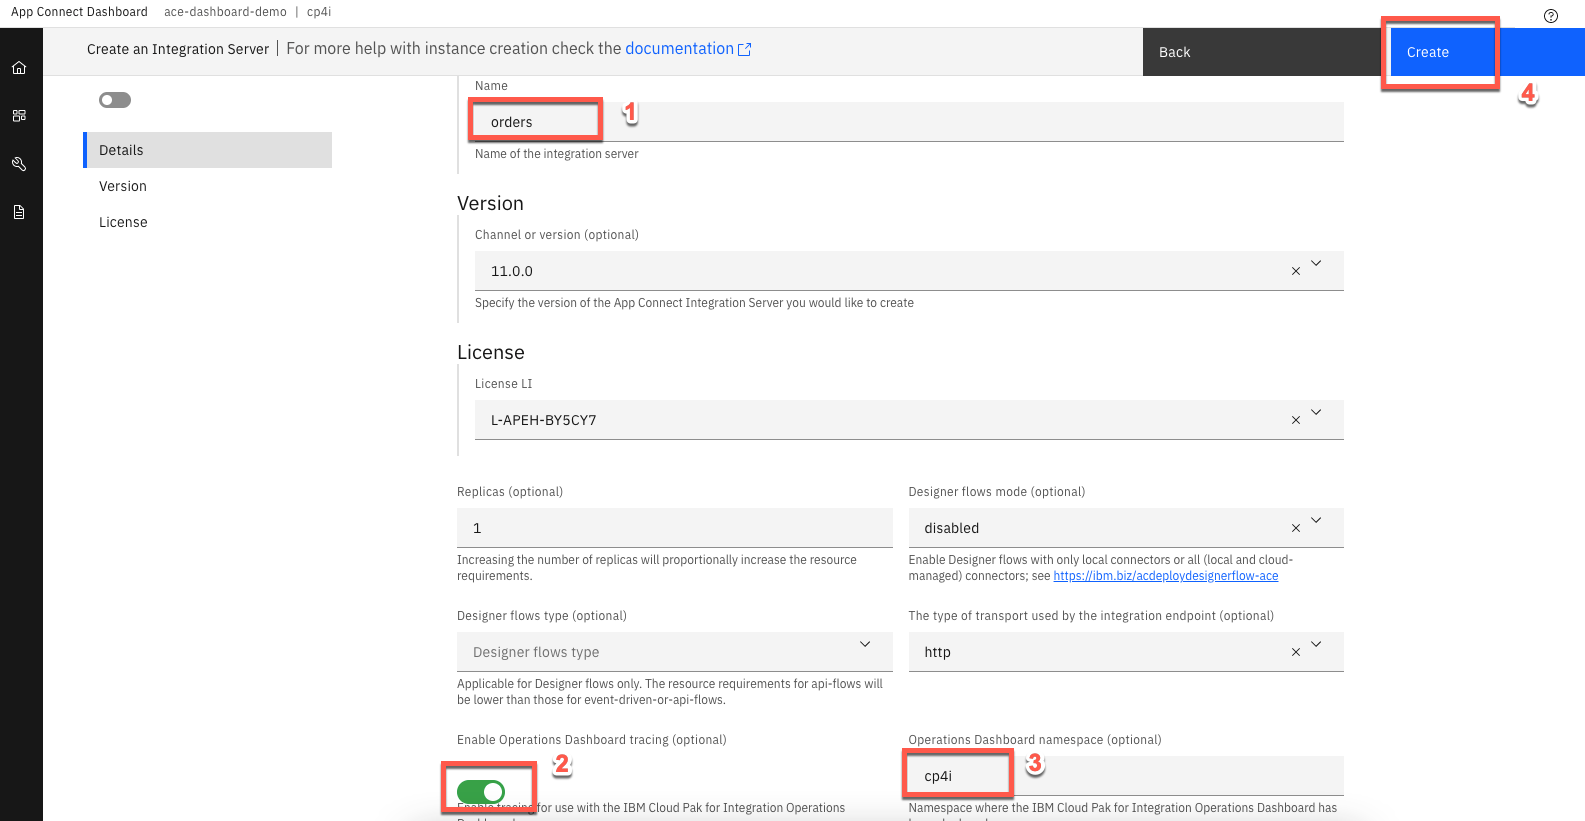 App Connect Dashboard ace-dashboard-demo | cp4i
Create an Integration Server | For more help with instance creation check the documentation
Back
Create
4
Details
Version
License
Name
orders
1
Name of the integration server
Version
Channel or version (optional)
11.0.0
Specify the version of the App Connect Integration Server you would like to create
License
License LI
L-APEH-BY5CY7
Replicas (optional)
1
Increasing the number of replicas will proportionally increase the resource
requirements.
Designer flows mode (optional)
disabled
Enable Designer flows with only local connectors or all (local and cloud-
managed) connectors; see https://ibm.biz/acdeploydesignerflow-ace
Designer flows type (optional)
Designer flows type
Applicable for Designer flows only. The resource requirements for api-flows will
be lower than those for event-driven-or-api-flows.
The type of transport used by the integration endpoint (optional)
http
Enable Operations Dashboard tracing (optional)
2
Enable tracing for use with the IBM Cloud Pak for Integration Operations
Operations Dashboard namespace (optional)
cp4i
3
Namespace where the IBM Cloud Pak for Integration Operations Dashboard has